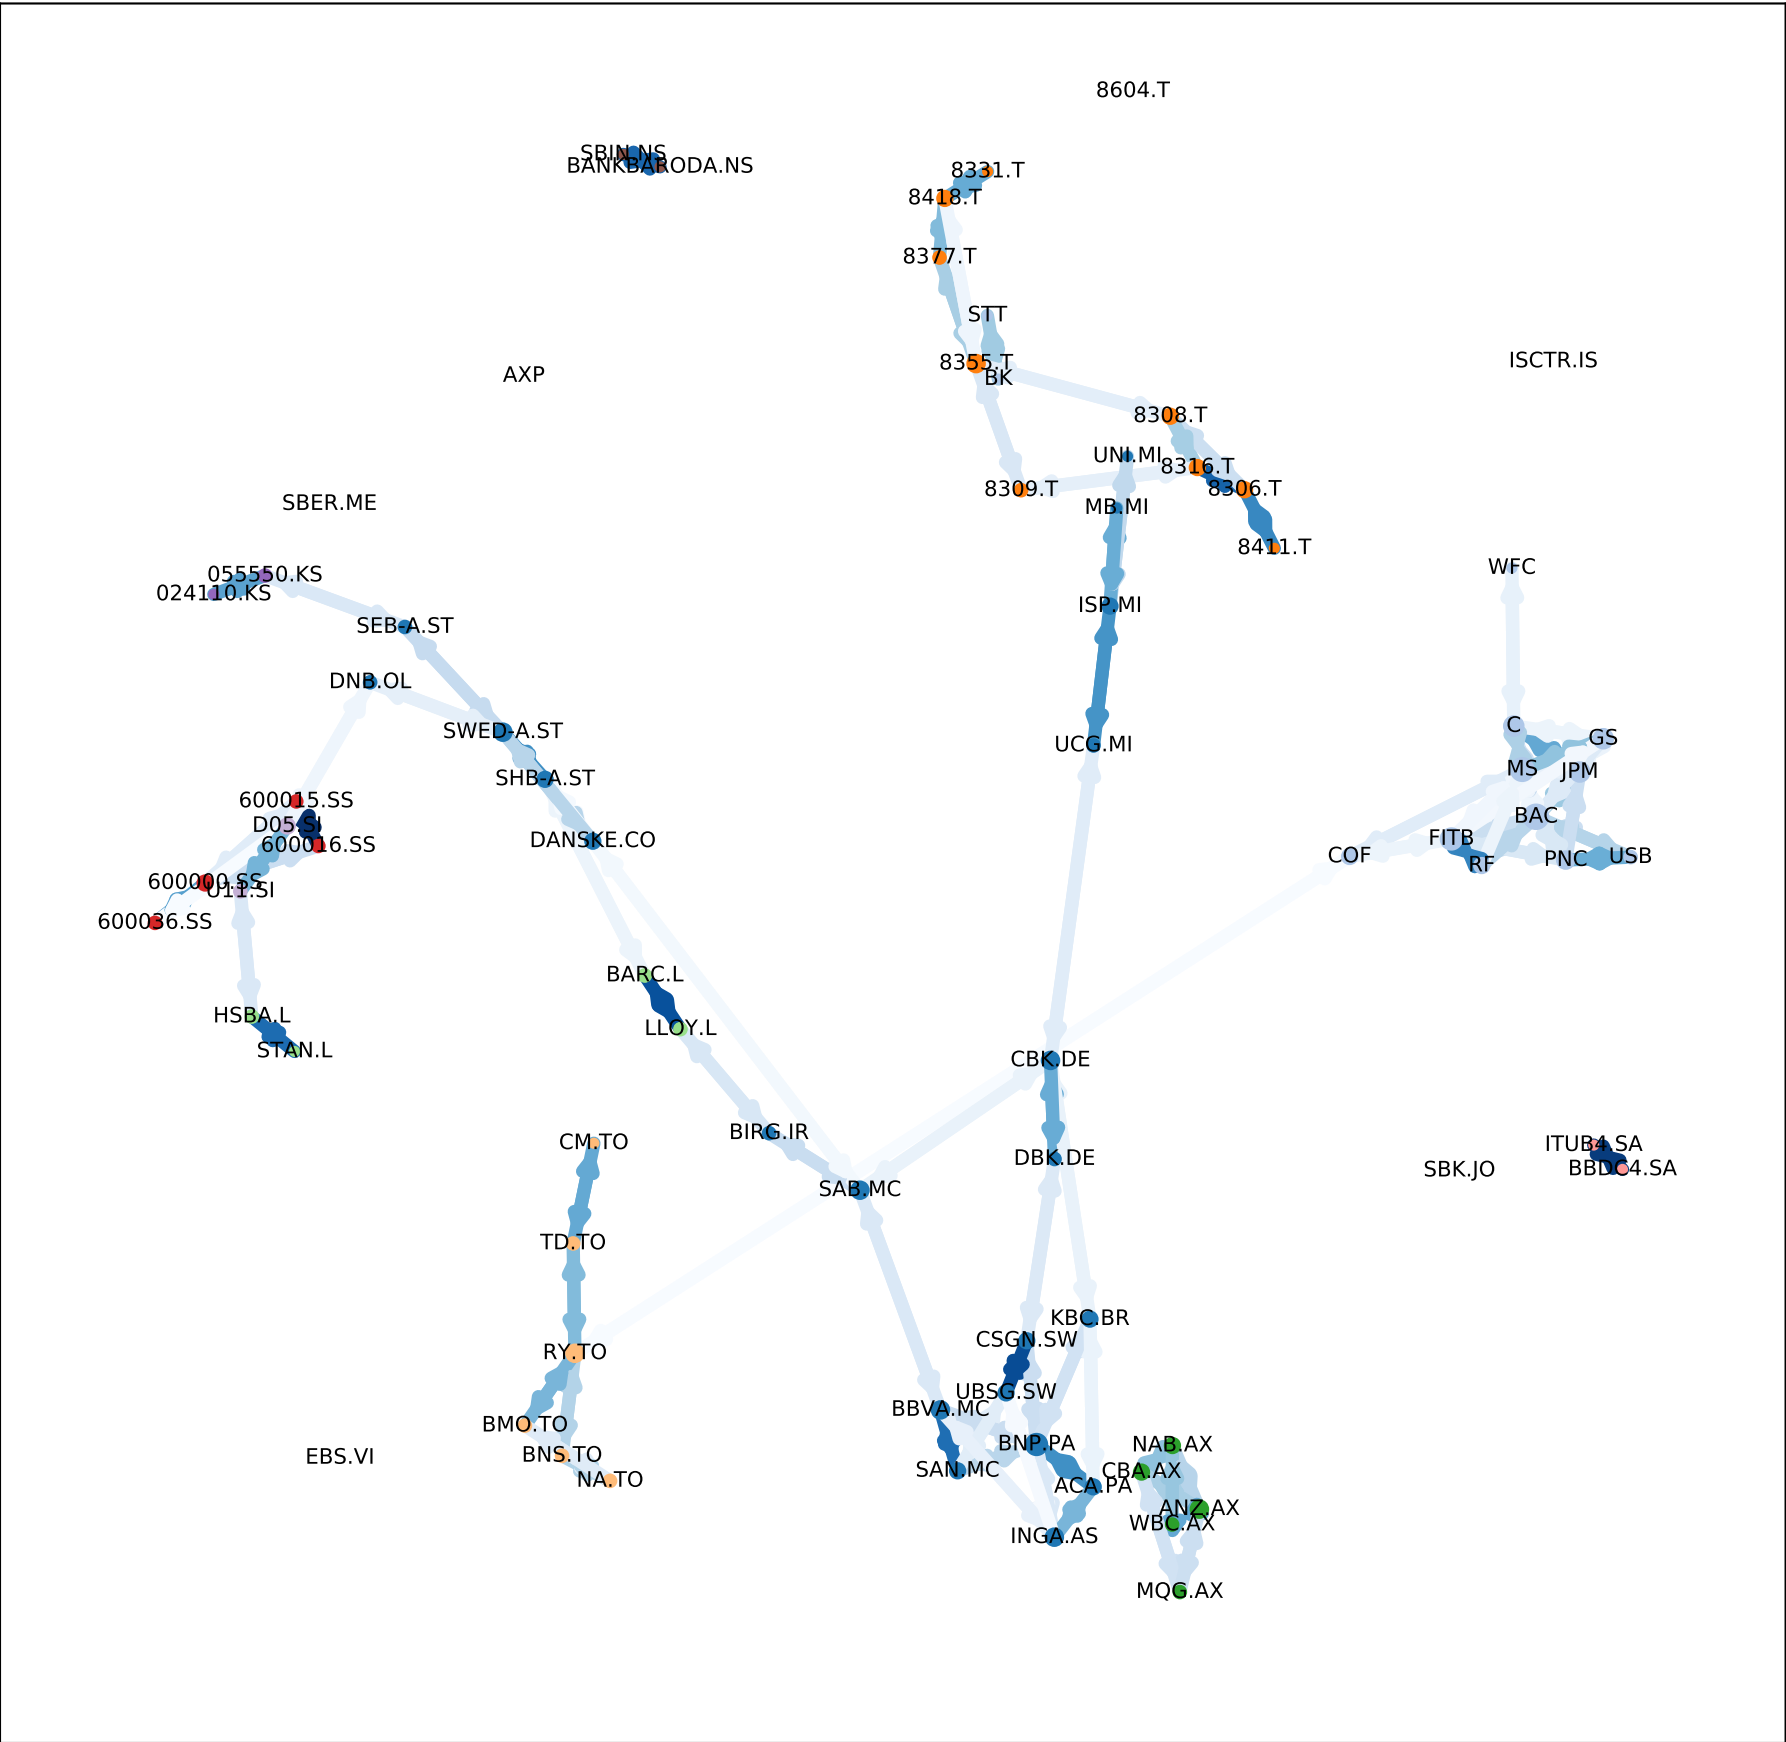 8604.T
SBIN.NS
BANKBARODA.NS
8331.T
8418.T
8377.T
STT
ISCTR.IS
8355.T
AXP
BK
8308.T
UNI.MI
8316.T
8309.T
8306.T
SBER.ME
MB.MI
8411.T
WFC
055550.KS
024110.KS
ISP.MI
SEB-A.ST
DNB.OL
C
SWED-A.ST
GS
UCG.MI
MS
JPM
SHB-A.ST
600015.SS
BAC
D05.SI
FITB
DANSKE.CO
600016.SS
COF
PNC
USB
RF
600000.SS
U11.SI
600036.SS
BARC.L
HSBA.L
LLOY.L
STAN.L
CBK.DE
BIRG.IR
CM.TO
ITUB4.SA
DBK.DE
SBK.JO
BBDC4.SA
SAB.MC
TD.TO
KBC.BR
CSGN.SW
RY.TO
UBSG.SW
BBVA.MC
BMO.TO
BNP.PA
NAB.AX
BNS.TO
EBS.VI
SAN.MC
CBA.AX
NA.TO
ACA.PA
ANZ.AX
WBC.AX
INGA.AS
MQG.AX